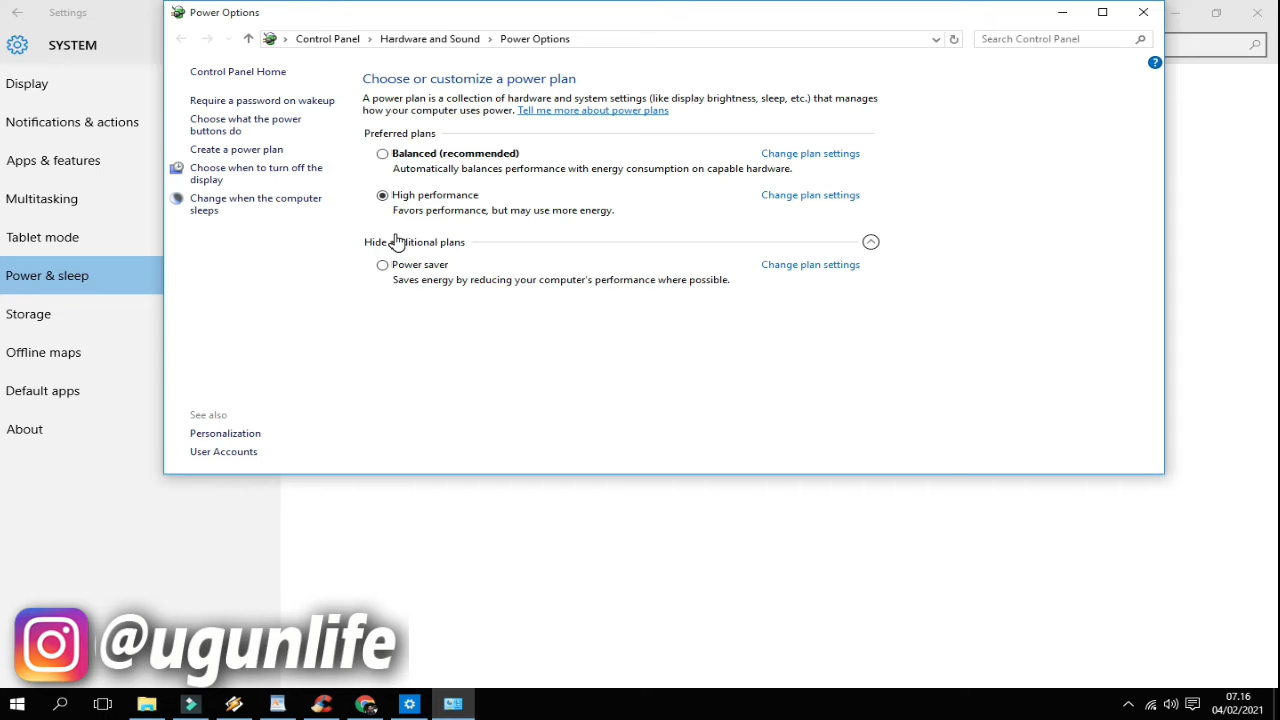 Settings
SYSTEM
Display
Notifications & actions
Apps & features
Multitasking
Tablet mode
Power & sleep
Storage
Offline maps
Default apps
About
Power Options
Control Panel
Hardware and Sound
Power Options
Search Control Panel
Control Panel Home
Require a password on wakeup
Choose what the power
buttons do
Create a power plan
Choose when to turn off the
display
Change when the computer
sleeps
See also
Personalization
User Accounts
Choose or customize a power plan
A power plan is a collection of hardware and system settings (like display brightness, sleep, etc.) that manages
how your computer uses power. Tell me more about power plans
Preferred plans
Balanced (recommended) Change plan settings
Automatically balances performance with energy consumption on capable hardware.
High performance Change plan settings
Favors performance, but may use more energy.
Hide additional plans
Power saver Change plan settings
Saves energy by reducing your computer's performance where possible.
@ugunlife
07.16
04/02/2021